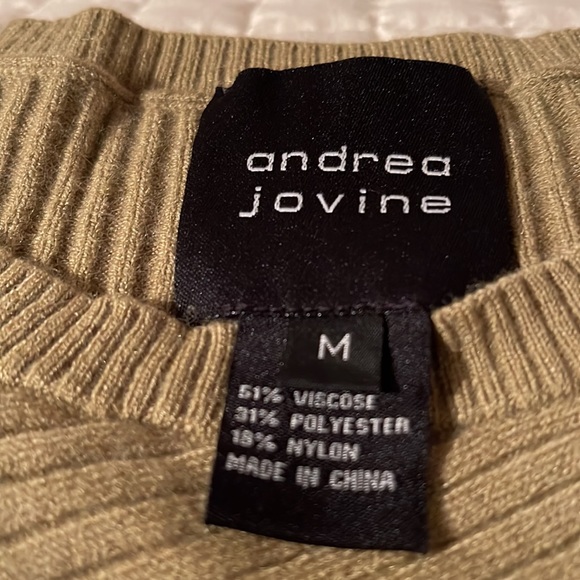 andrea
jovine
M
51% VISCOSE
31% POLYESTER
18% NYLON
MADE IN CHINA